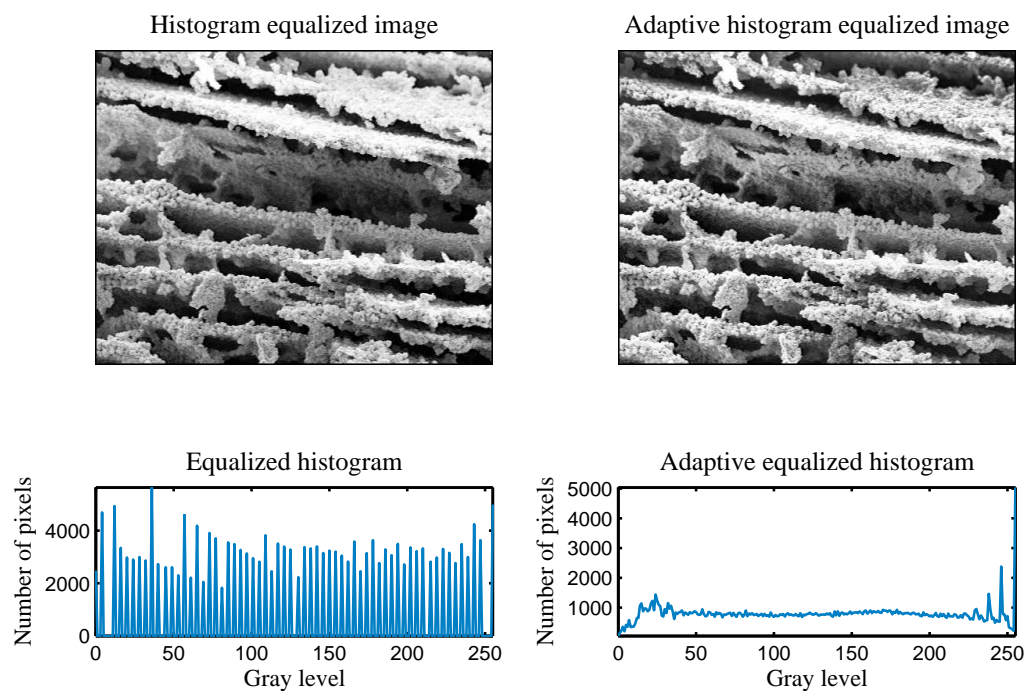 Histogram equalized image
Adaptive histogram equalized image
Equalized histogram
Number of pixels
4000
2000
0
0 50 100 150 200 250
Gray level
Adaptive equalized histogram
Number of pixels
5000
4000
3000
2000
1000
0 50 100 150 200 250
Gray level